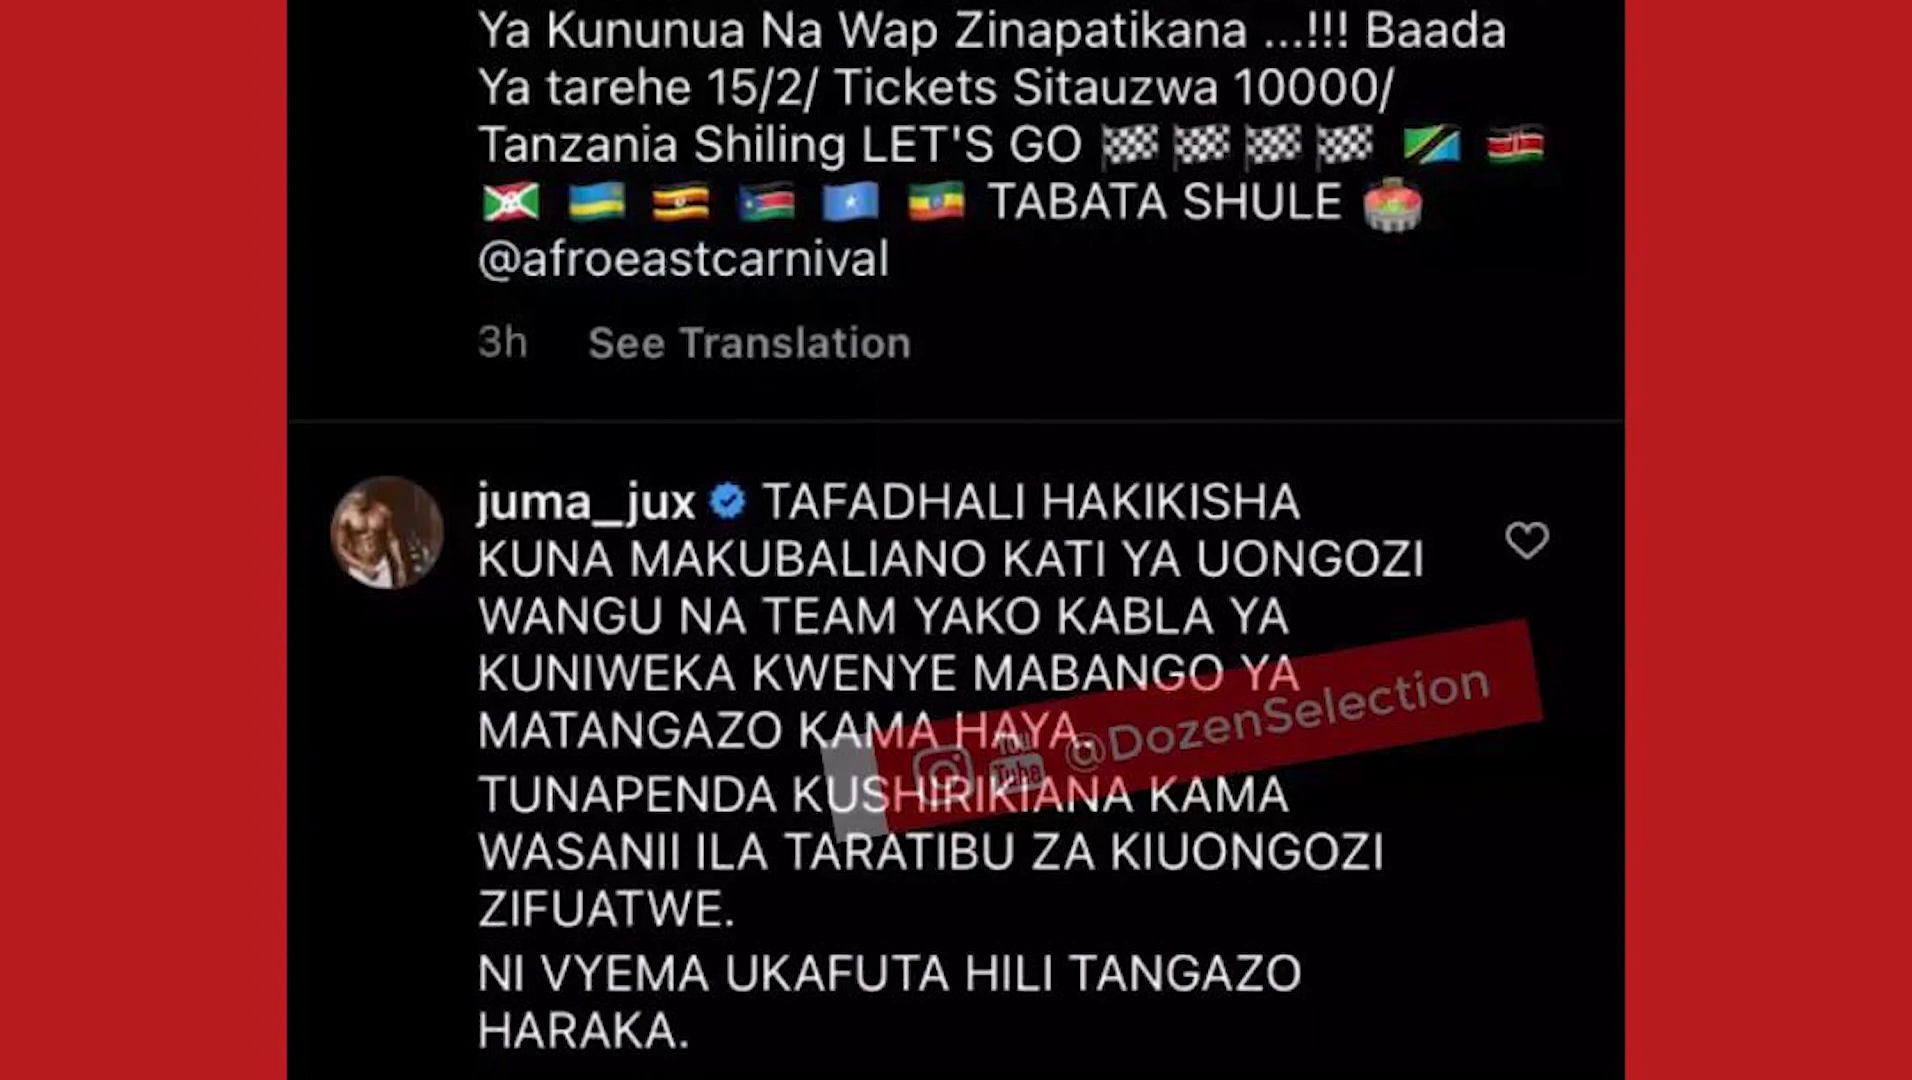 Ya Kununua Na Wap Zinapatikana ...!!! Baada
Ya tarehe 15/2/ Tickets Sitauzwa 10000/
Tanzania Shiling LET'S GO 🏁 🏁 🏁 🏁 🇹🇿 🇰🇪
🇧🇮 🇷🇼 🇺🇬 🇸🇸 🇸🇴 🇪🇹 TABATA SHULE 🏟️
@afroeastcarnival
3h See Translation
juma_jux TAFADHALI HAKIKISHA
KUNA MAKUBALIANO KATI YA UONGOZI
WANGU NA TEAM YAKO KABLA YA
KUNIWEKA KWENYE MABANGO YA
MATANGAZO KAMA HAYA.
You Tube @DozenSelection
TUNAPENDA KUSHIRIKIANA KAMA
WASANII ILA TARATIBU ZA KIUONGOZI
ZIFUATWE.
NI VYEMA UKAFUTA HILI TANGAZO
HARAKA.